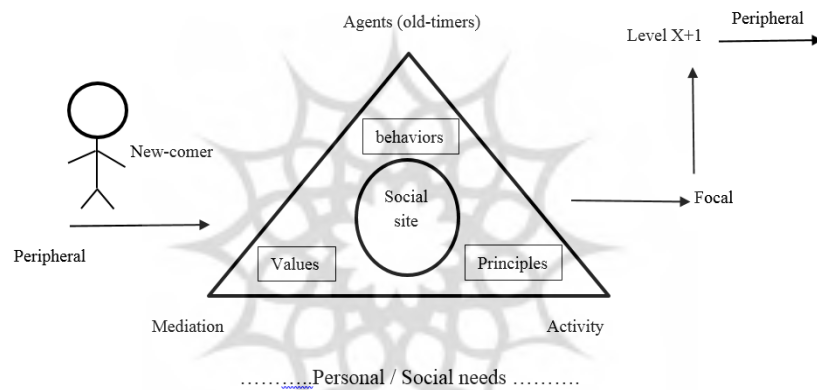 Agents (old-timers)
Peripheral
Level X+1
behaviors
New-comer
Social
site
Focal
Peripheral
Values
Principles
Mediation
Activity
………..Personal / Social needs ……….